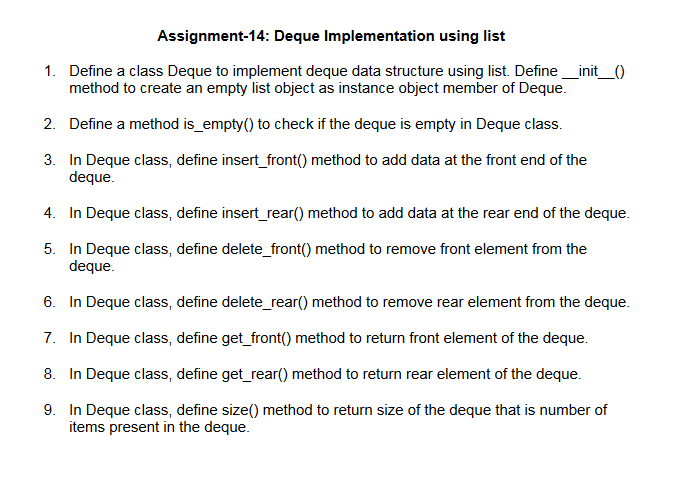 Assignment-14: Deque Implementation using list
1. Define a class Deque to implement deque data structure using list. Define __init__()
method to create an empty list object as instance object member of Deque.
2. Define a method is_empty() to check if the deque is empty in Deque class.
3. In Deque class, define insert_front() method to add data at the front end of the
deque.
4. In Deque class, define insert_rear() method to add data at the rear end of the deque.
5. In Deque class, define delete_front() method to remove front element from the
deque.
6. In Deque class, define delete_rear() method to remove rear element from the deque.
7. In Deque class, define get_front() method to return front element of the deque.
8. In Deque class, define get_rear() method to return rear element of the deque.
9. In Deque class, define size() method to return size of the deque that is number of
items present in the deque.